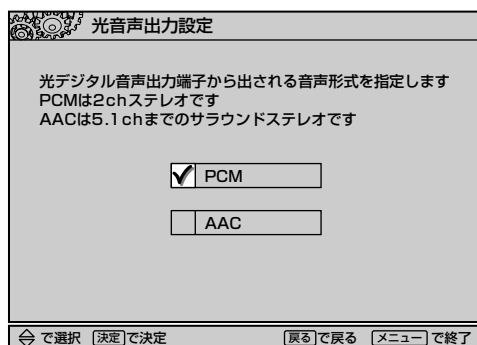 光音声出力設定
光デジタル音声出力端子から出される音声形式を指定します
PCMは2chステレオです
AACは5.1chまでのサラウンドステレオです
PCM
AAC
で選択 決定で決定 戻るで戻る メニューで終了